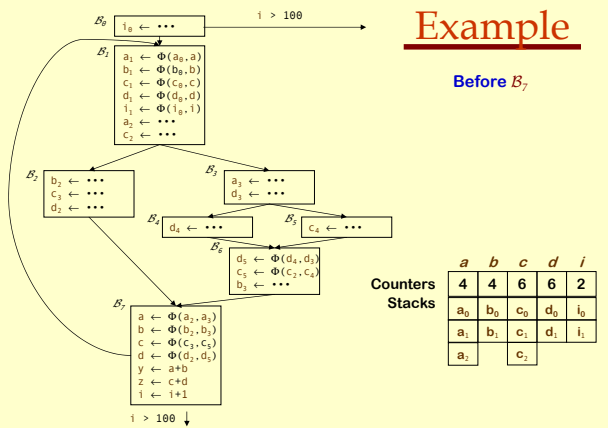 Example
Before B₇
i > 100
B₀
i₀ ← •••
B₁
a₁ ← Φ(a₀,a)
b₁ ← Φ(b₀,b)
c₁ ← Φ(c₀,c)
d₁ ← Φ(d₀,d)
i₁ ← Φ(i₀,i)
a₂ ← •••
c₂ ← •••
B₂
b₂ ← •••
c₃ ← •••
d₂ ← •••
B₃
a₃ ← •••
d₃ ← •••
B₄
d₄ ← •••
B₅
c₄ ← •••
B₆
d₅ ← Φ(d₄,d₃)
c₅ ← Φ(c₂,c₄)
b₃ ← •••
B₇
a ← Φ(a₂,a₃)
b ← Φ(b₂,b₃)
c ← Φ(c₃,c₅)
d ← Φ(d₂,d₅)
y ← a+b
z ← c+d
i ← i+1
i > 100
a b c d i
Counters 4 4 6 6 2
Stacks a₀ b₀ c₀ d₀ i₀
a₁ b₁ c₁ d₁ i₁
a₂ c₂